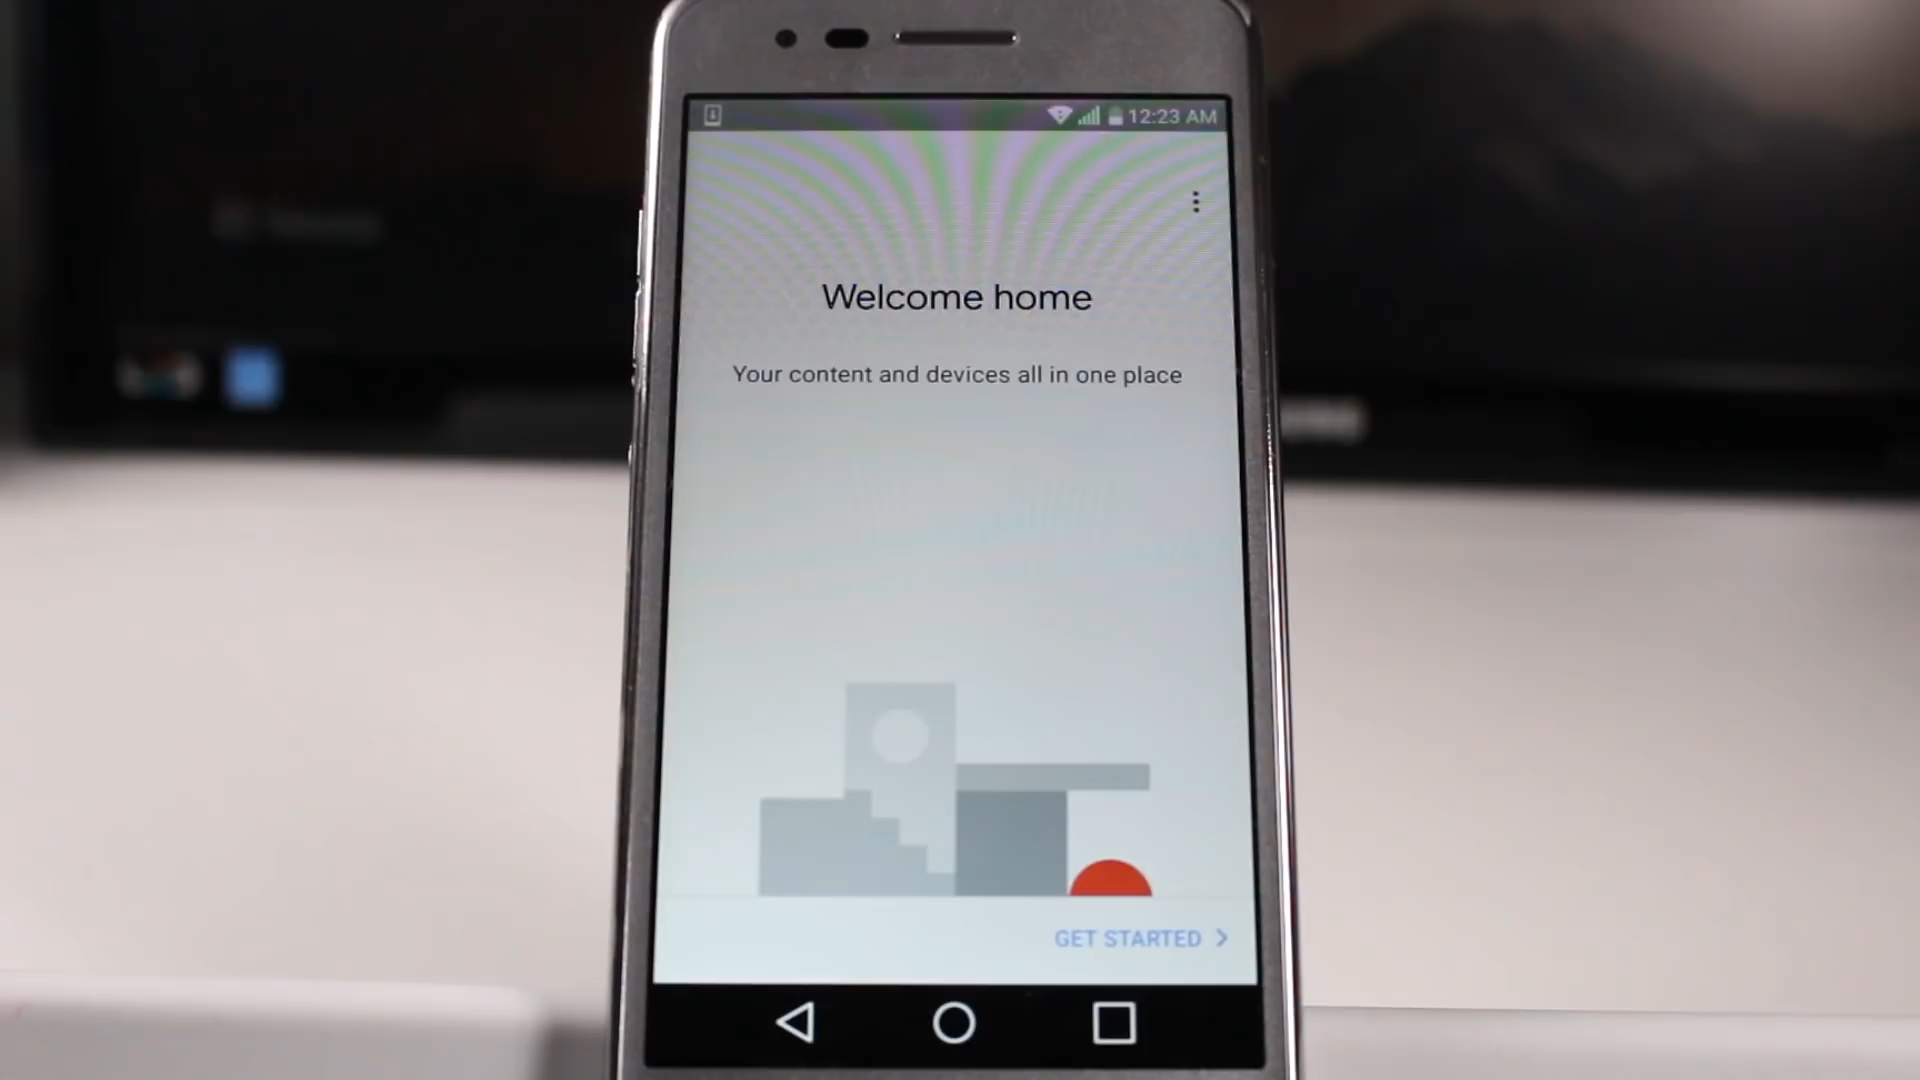 12:23 AM
Welcome home
Your content and devices all in one place
GET STARTED